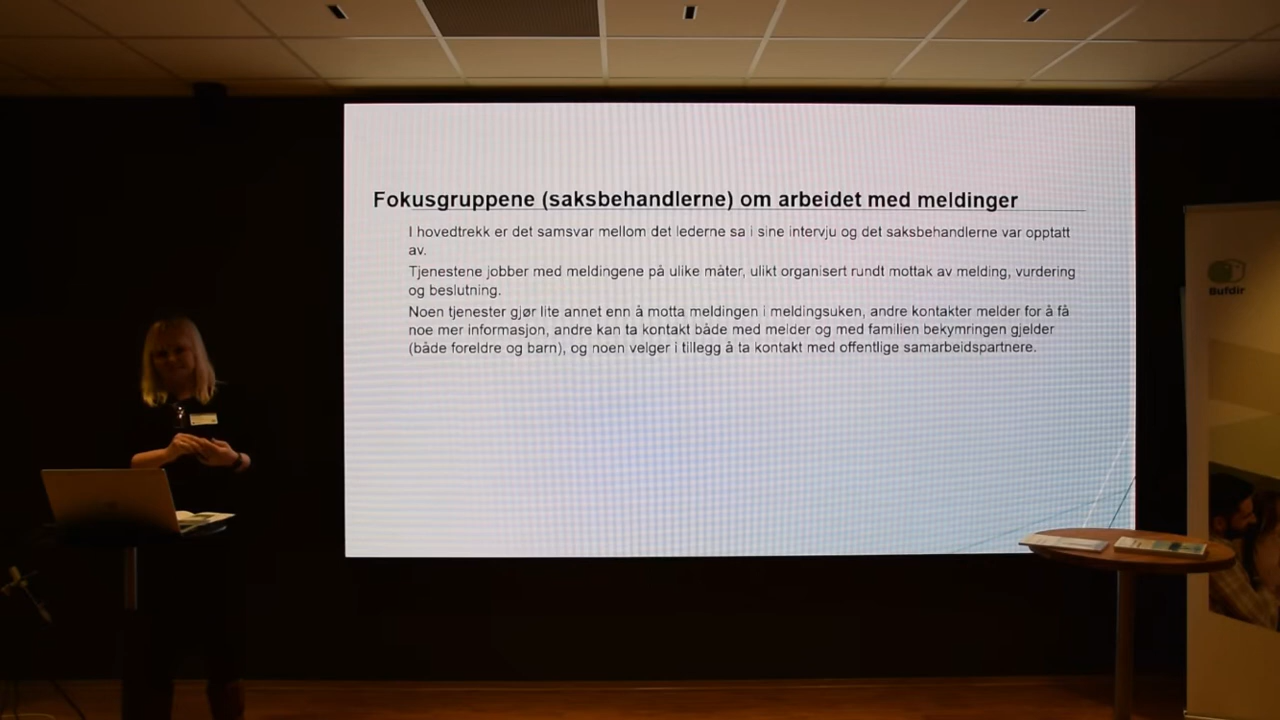 Fokusgruppene (saksbehandlerne) om arbeidet med meldinger
I hovedtrekk er det samsvar mellom det lederne sa i sine intervju og det saksbehandlerne var opptatt
av.
Tjenestene jobber med meldingene på ulike måter, ulikt organisert rundt mottak av melding, vurdering
og beslutning.
Noen tjenester gjør lite annet enn å motta meldingen i meldingsuken, andre kontakter melder for å få
noe mer informasjon, andre kan ta kontakt både med melder og med familien bekymringen gjelder
(både foreldre og barn), og noen velger i tillegg å ta kontakt med offentlige samarbeidspartnere.
Bufdir